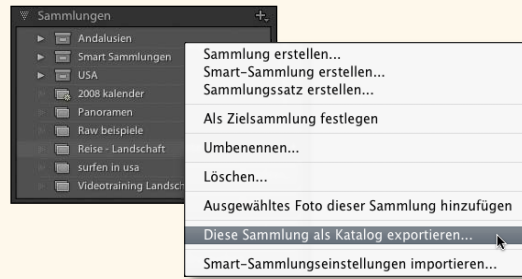 Sammlungen
Andalusien
Smart Sammlungen
USA
2008 kalender
Panoramen
Raw beispiele
Reise - Landschaft
surfen in usa
Videotraining Landsch
Sammlung erstellen...
Smart-Sammlung erstellen...
Sammlungssatz erstellen...
Als Zielsammlung festlegen
Umbenennen...
Löschen...
Ausgewähltes Foto dieser Sammlung hinzufügen
Diese Sammlung als Katalog exportieren...
Smart-Sammlungseinstellungen importieren...